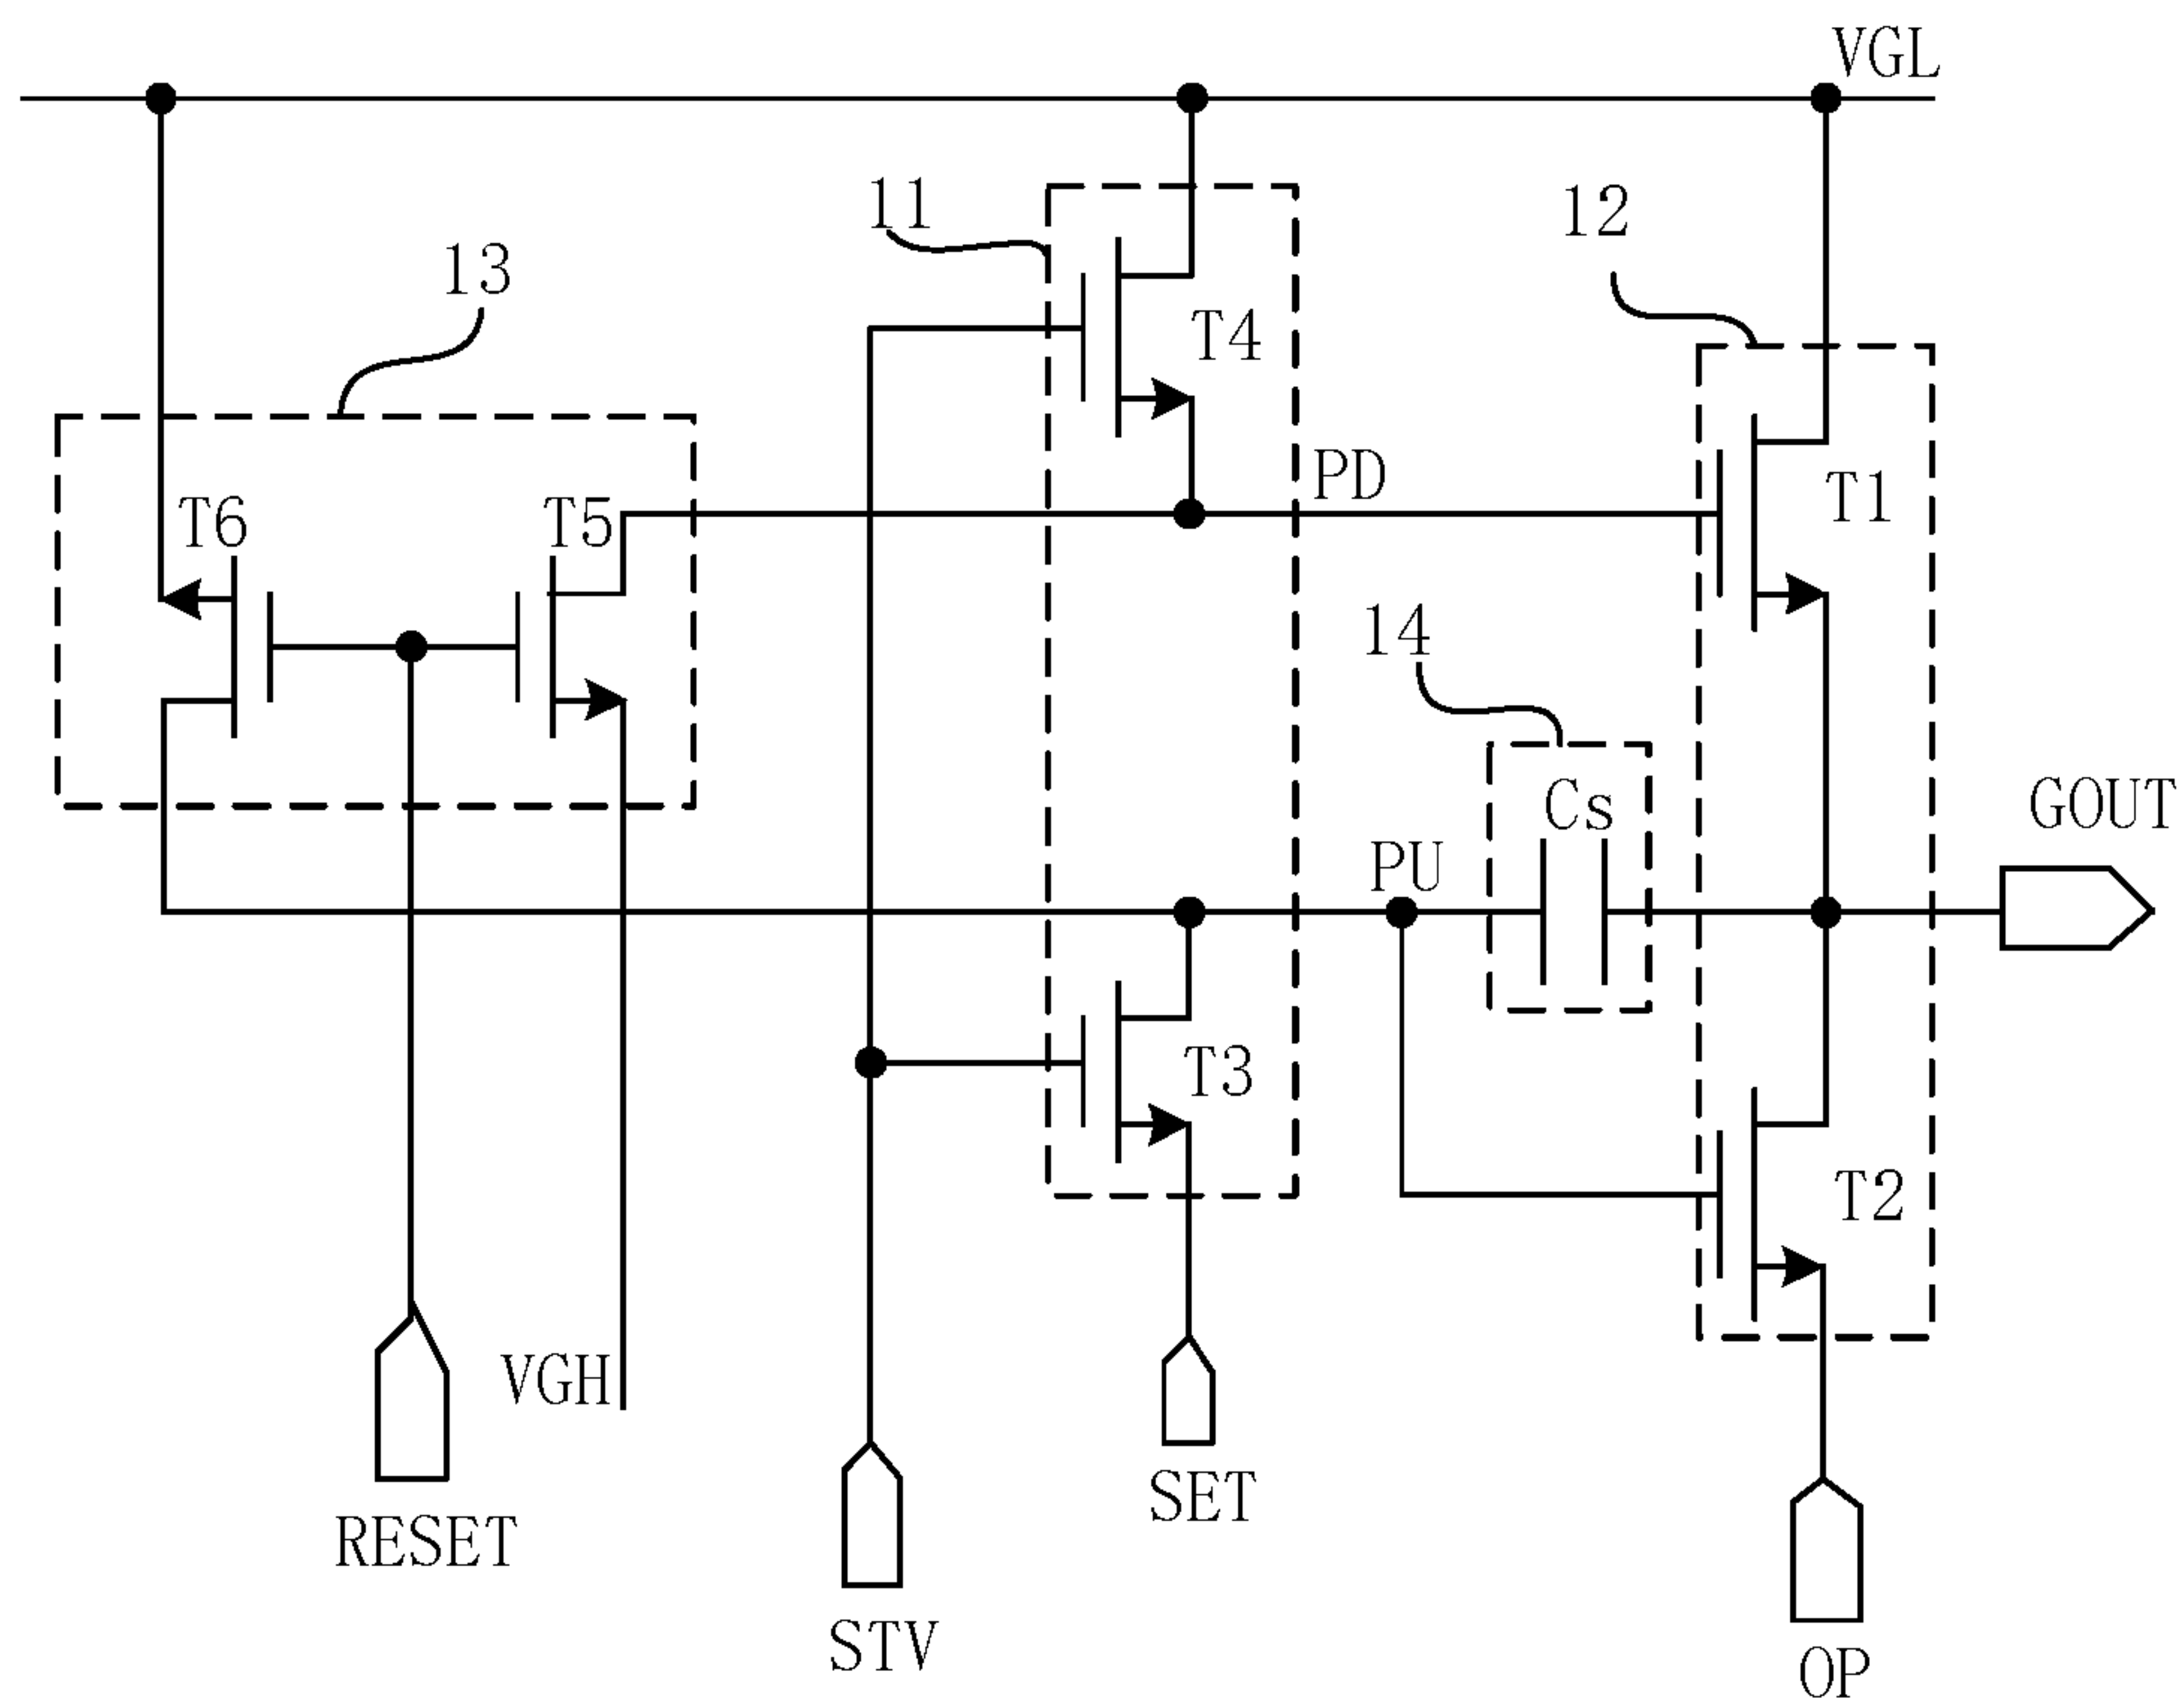 VGL
11
12
13
T4
PD
T6
T5
T1
14
Cs
GOUT
PU
T3
T2
VGH
SET
RESET
STV
OP